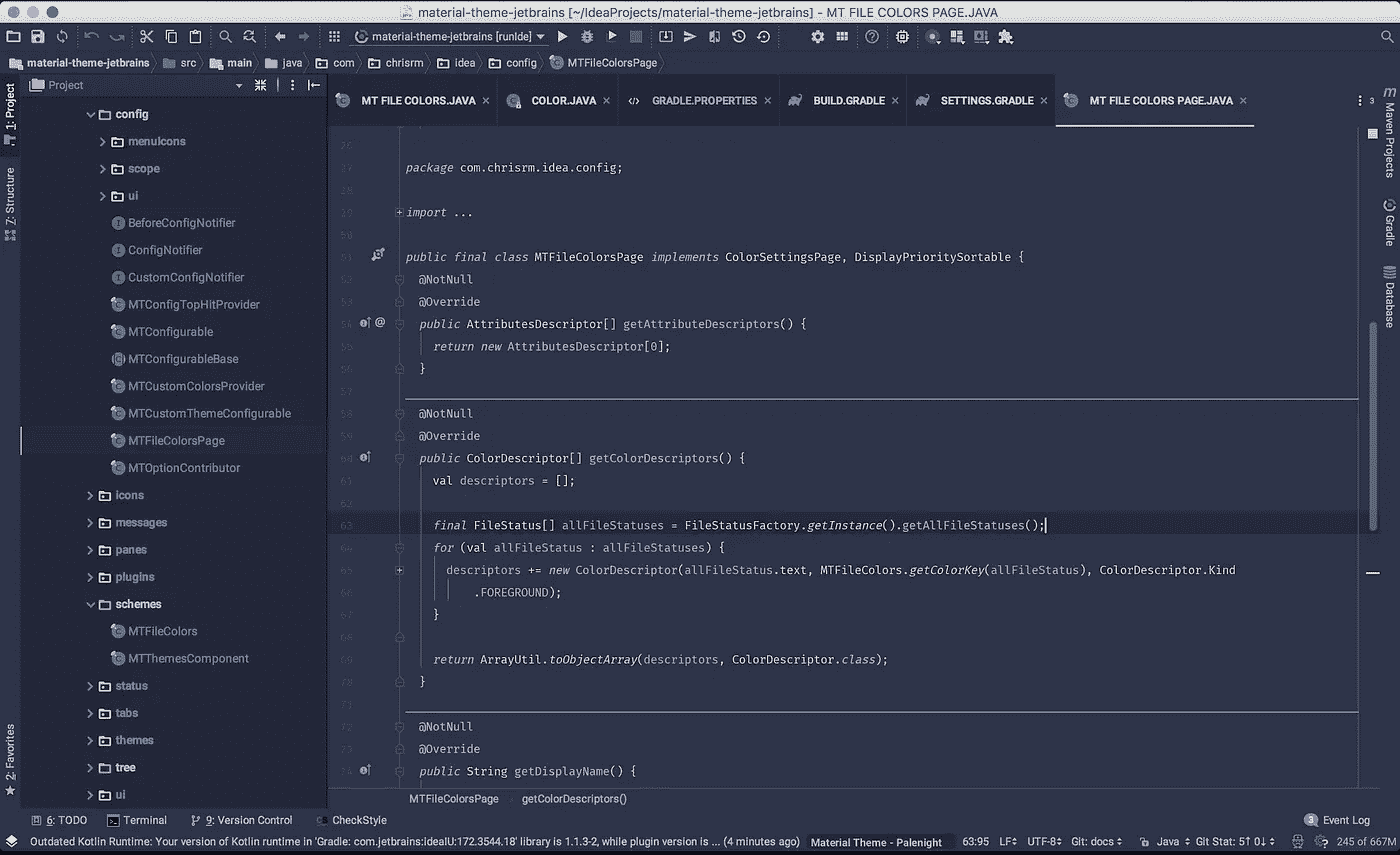 material-theme-jetbrains [~/IdeaProjects/material-theme-jetbrains] - MT FILE COLORS PAGE.JAVA
material-theme-jetbrains [runIde]
material-theme-jetbrains src main java com chrisrm idea config MTFileColorsPage
1: Project
7: Structure
2: Favorites
Project
config
menuIcons
scope
ui
BeforeConfigNotifier
ConfigNotifier
CustomConfigNotifier
MTConfigTopHitProvider
MTConfigurable
MTConfigurableBase
MTCustomColorsProvider
MTCustomThemeConfigurable
MTFileColorsPage
MTOptionContributor
icons
messages
panes
plugins
schemes
MTFileColors
MTThemesComponent
status
tabs
themes
tree
ui
MT FILE COLORS.JAVA × COLOR.JAVA × GRADLE.PROPERTIES × BUILD.GRADLE × SETTINGS.GRADLE × MT FILE COLORS PAGE.JAVA × 3
package com.chrisrm.idea.config;
import ...
public final class MTFileColorsPage implements ColorSettingsPage, DisplayPrioritySortable {
@NotNull
@Override
public AttributesDescriptor[] getAttributeDescriptors() {
return new AttributesDescriptor[0];
}
@NotNull
@Override
public ColorDescriptor[] getColorDescriptors() {
val descriptors = [];
63 final FileStatus[] allFileStatuses = FileStatusFactory.getInstance().getAllFileStatuses();
for (val allFileStatus : allFileStatuses) {
descriptors += new ColorDescriptor(allFileStatus.text, MTFileColors.getColorKey(allFileStatus), ColorDescriptor.Kind
.FOREGROUND);
}
return ArrayUtil.toObjectArray(descriptors, ColorDescriptor.class);
}
@NotNull
@Override
public String getDisplayName() {
MTFileColorsPage getColorDescriptors()
m Maven Projects
Gradle
Database
6: TODO Terminal 9: Version Control CheckStyle 3 Event Log
Outdated Kotlin Runtime: Your version of Kotlin runtime in 'Gradle: com.jetbrains:ideaIU:172.3544.18' library is 1.1.3-2, while plugin version is ... (4 minutes ago) Material Theme - Palenight 63:95 LF UTF-8 Git: docs Java Git Stat: 5↑ 0↓ 245 of 667M